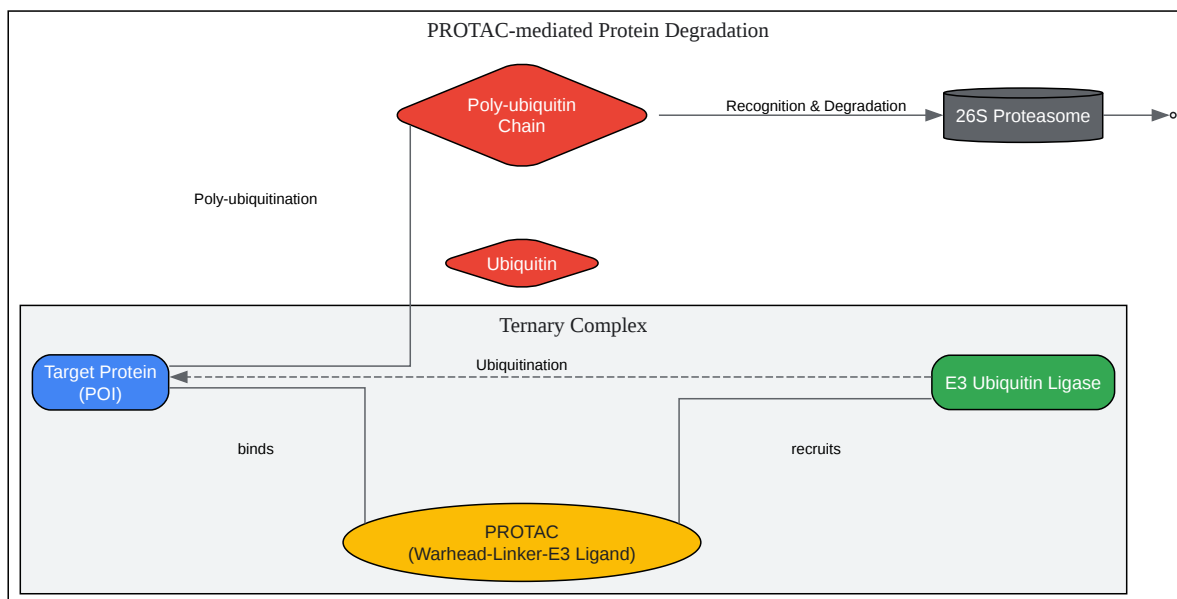 PROTAC-mediated Protein Degradation
Poly-ubiquitin
Chain
Recognition & Degradation
26S Proteasome
Poly-ubiquitination
Ubiquitin
Ternary Complex
Target Protein
(POI)
Ubiquitination
E3 Ubiquitin Ligase
binds
recruits
PROTAC
(Warhead-Linker-E3 Ligand)